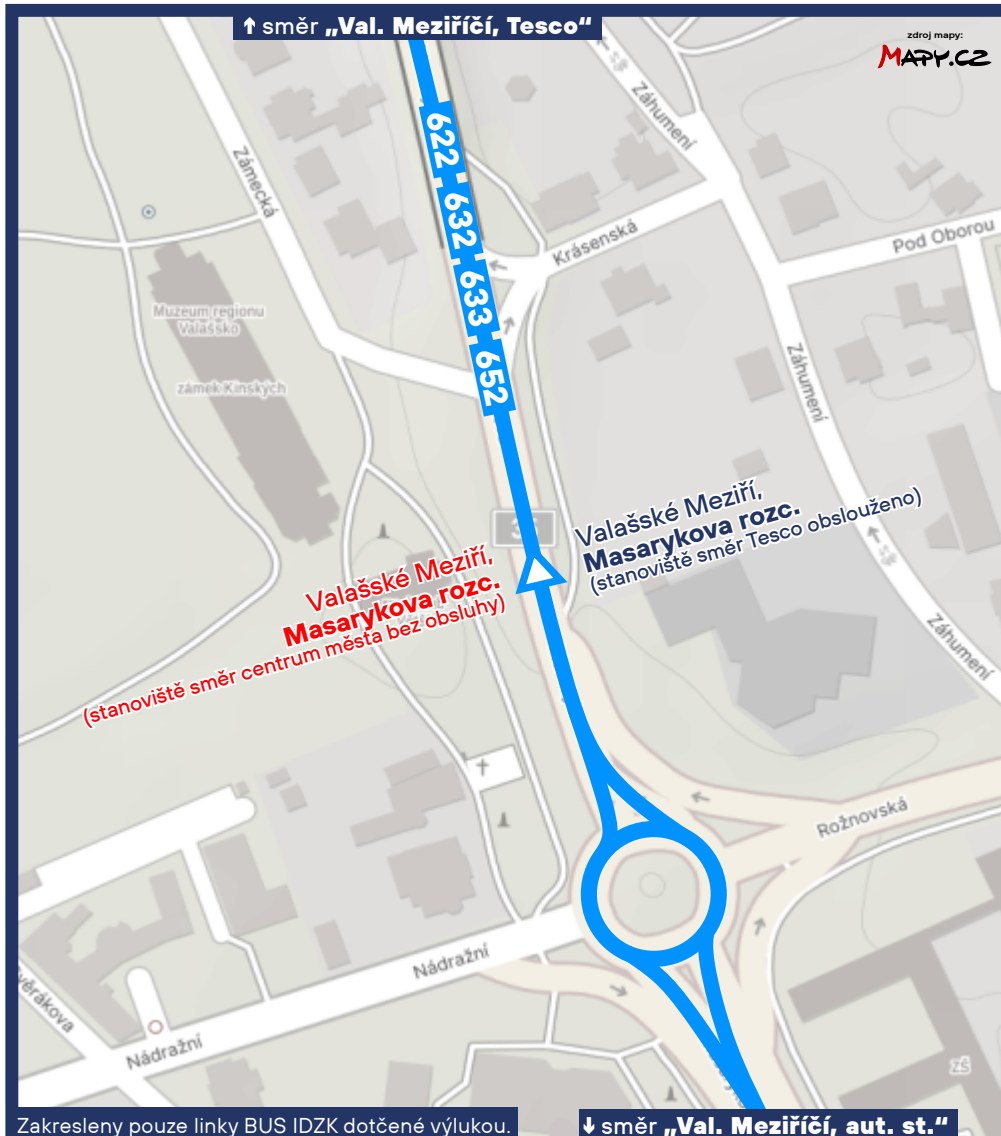 ↑ směr „Val. Meziříčí, Tesco“
zdroj mapy:
MAPY.CZ
Záhumení
622
632
633
652
Zámecká
Krásenská
Pod Oborou
Muzeum regionu
Valašsko
zámek Kinských
Záhumení
Valašské Meziří,
Masarykova rozc.
(stanoviště směr Tesco obslouženo)
Valašské Meziří,
Masarykova rozc.
(stanoviště směr centrum města bez obsluhy)
Záhumení
Rožnovská
Nádražní
Nádražní
ZŠ
Zakresleny pouze linky BUS IDZK dotčené výlukou.
↓ směr „Val. Meziříčí, aut. st.“